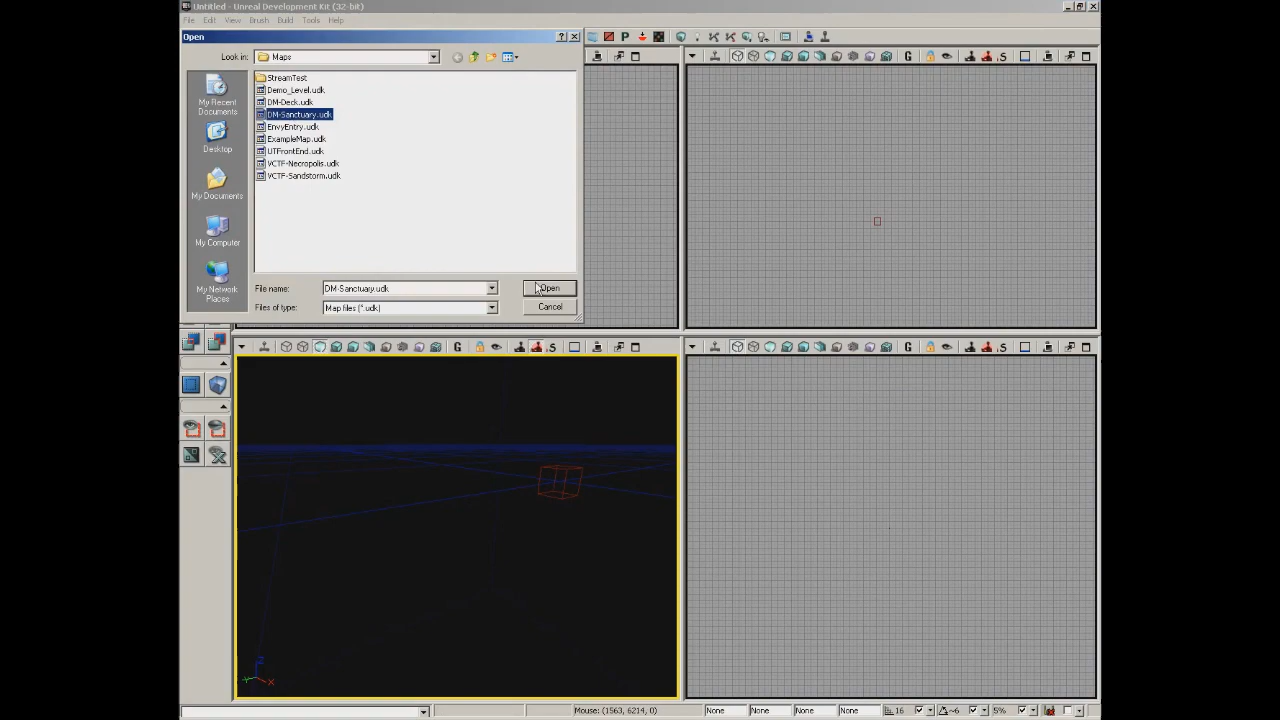 Untitled - Unreal Development Kit (32-bit)
File Edit View Brush Build Tools Help
Open
Look in: Maps
My Recent
Documents
Desktop
My Documents
My Computer
My Network
Places
StreamTest
Demo_Level.udk
DM-Deck.udk
DM-Sanctuary.udk
EnvyEntry.udk
ExampleMap.udk
UTFrontEnd.udk
VCTF-Necropolis.udk
VCTF-Sandstorm.udk
File name: DM-Sanctuary.udk Open
Files of type: Map files (*.udk) Cancel
P
G
S
G
S
G
S
Z
Y
X
Mouse: (1563, 6214, 0) None None None None 16 ~6 5%